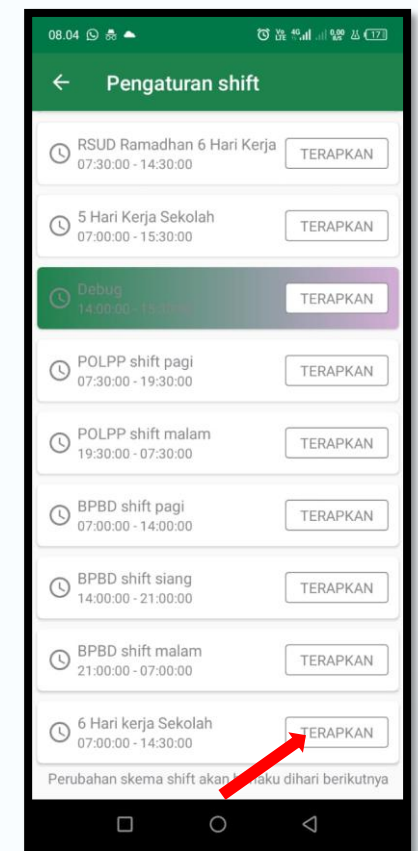 08.04
Pengaturan shift
RSUD Ramadhan 6 Hari Kerja
07:30:00 - 14:30:00
TERAPKAN
5 Hari Kerja Sekolah
07:00:00 - 15:30:00
TERAPKAN
Debug
14:00:00 -
TERAPKAN
POLPP shift pagi
07:30:00 - 19:30:00
TERAPKAN
POLPP shift malam
19:30:00 - 07:30:00
TERAPKAN
BPBD shift pagi
07:00:00 - 14:00:00
TERAPKAN
BPBD shift siang
14:00:00 - 21:00:00
TERAPKAN
BPBD shift malam
21:00:00 - 07:00:00
TERAPKAN
6 Hari kerja Sekolah
07:00:00 - 14:30:00
TERAPKAN
Perubahan skema shift akan dihari berikutnya